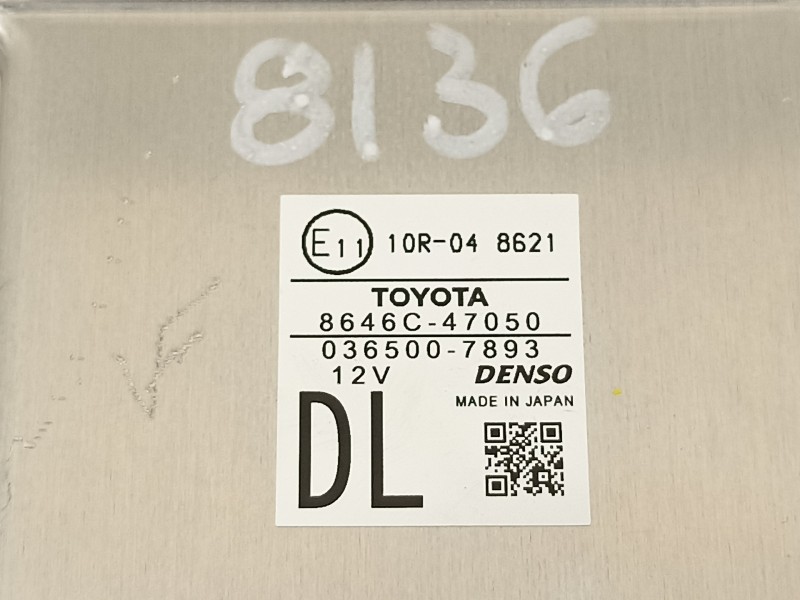 8136
E11 10R-04 8621
TOYOTA
8646C-47050
036500-7893
12V DENSO
MADE IN JAPAN
DL